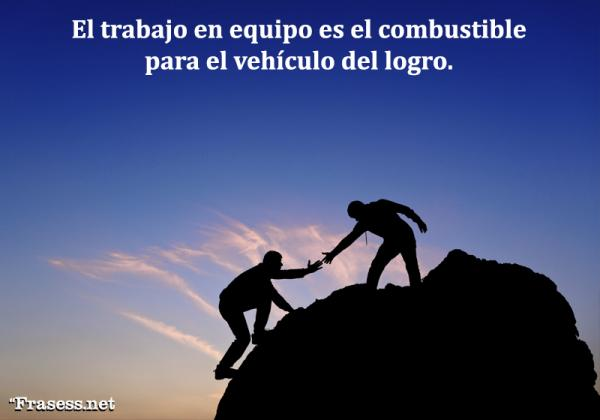 El trabajo en equipo es el combustible
para el vehículo del logro.
“Frasess.net